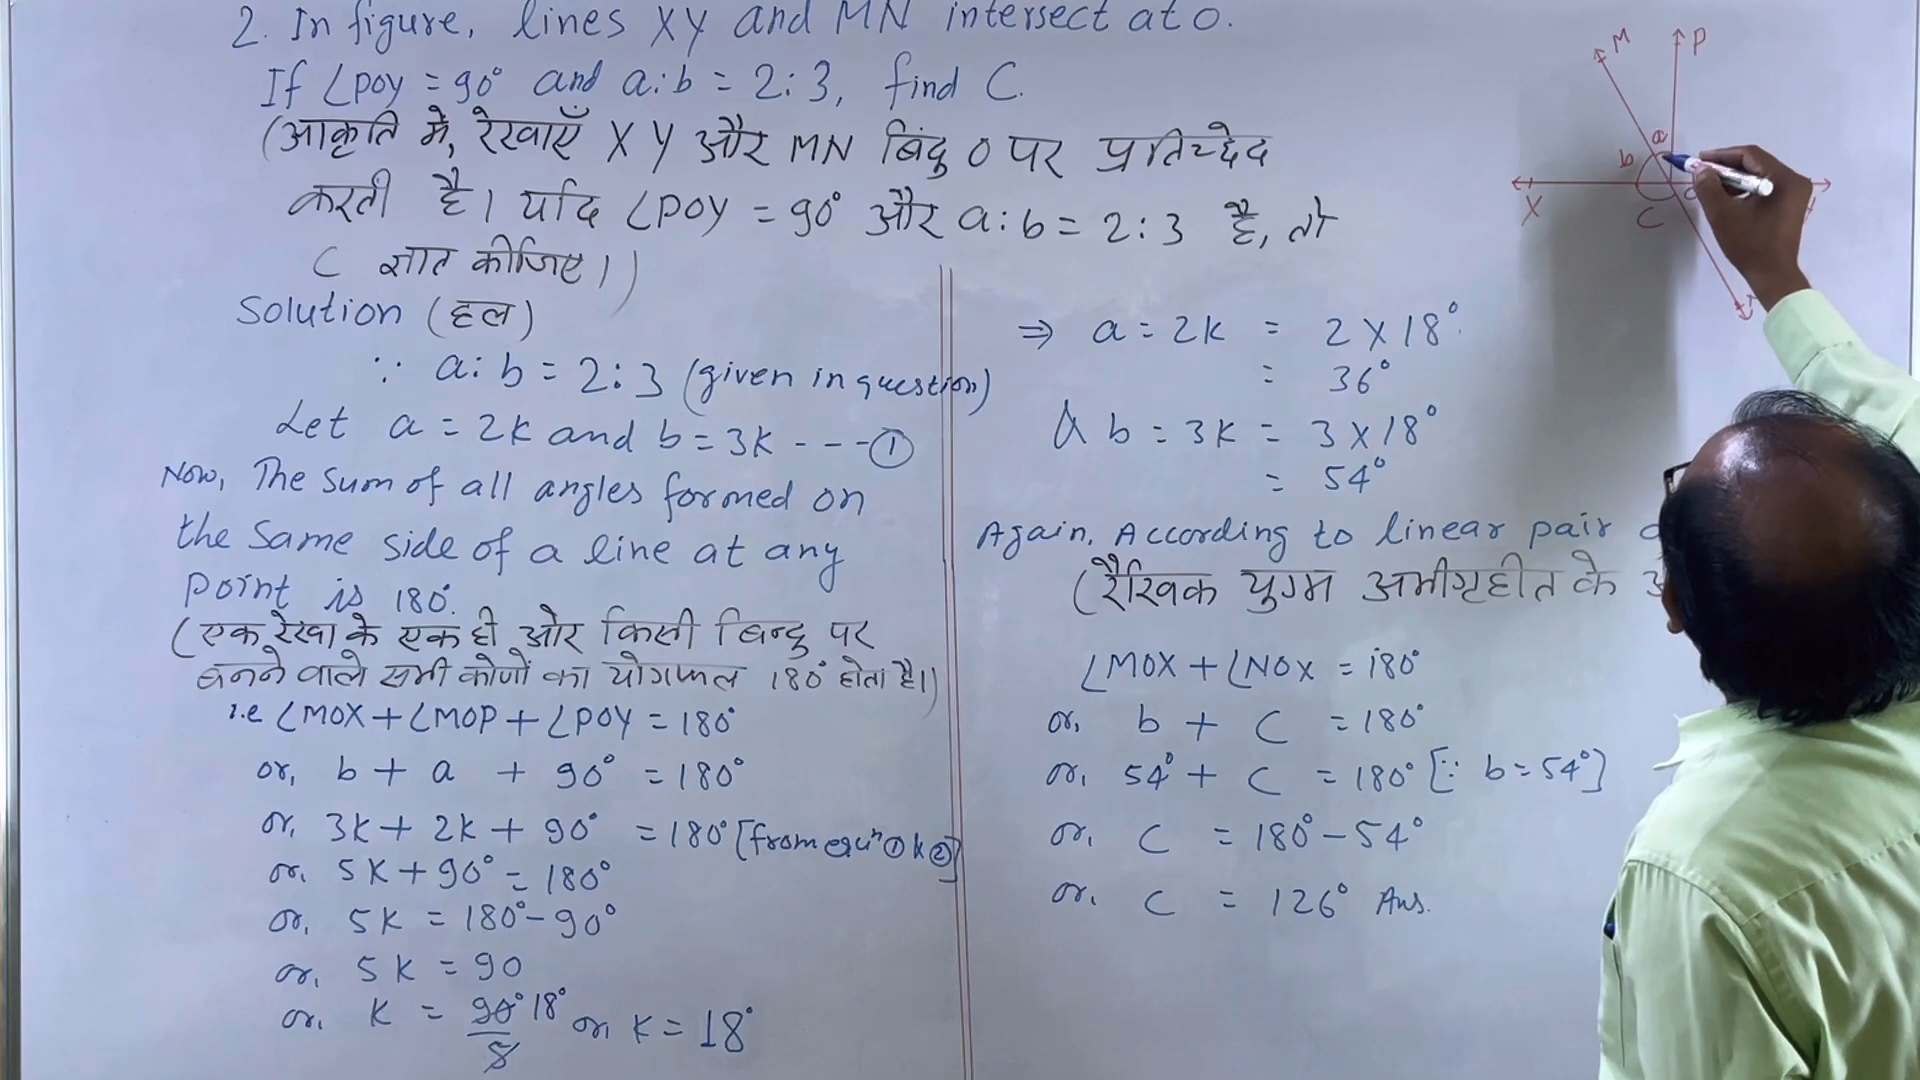 2. In figure, lines XY and MN intersect at O.
If ∠POY = 90° and a:b = 2:3, find C.
(आकृति में, रेखाएँ XY और MN बिंदु O पर प्रतिच्छेद
करती है। यदि ∠POY = 90° और a:b = 2:3 है, तो
C ज्ञात कीजिए।)
Solution (हल)
∵ a:b = 2:3 (given in question)
Let a = 2K and b = 3K ---①
Now, The sum of all angles formed on
the same side of a line at any
point is 180°.
(एक रेखा के एक ही ओर किसी बिन्दु पर
बनने वाले सभी कोणों का योगफल 180° होता है।)
i.e ∠MOX + ∠MOP + ∠POY = 180°
or, b + a + 90° = 180°
or, 3K + 2K + 90° = 180° [from equⁿ ① & ②]
or, 5K + 90° = 180°
or, 5K = 180° - 90°
or, 5K = 90
or, K = 90°/5 18° or, K = 18°
⇒ a = 2K = 2 X 18°
= 36°
& b = 3K = 3 X 18°
= 54°
Again, According to linear pair
(रैखिक युग्म अभीगृहीत के
∠MOX + ∠NOX = 180°
or, b + C = 180°
or, 54° + C = 180° [∵ b = 54°]
or, C = 180° - 54°
or, C = 126° Ans.
M P
a
b
X C